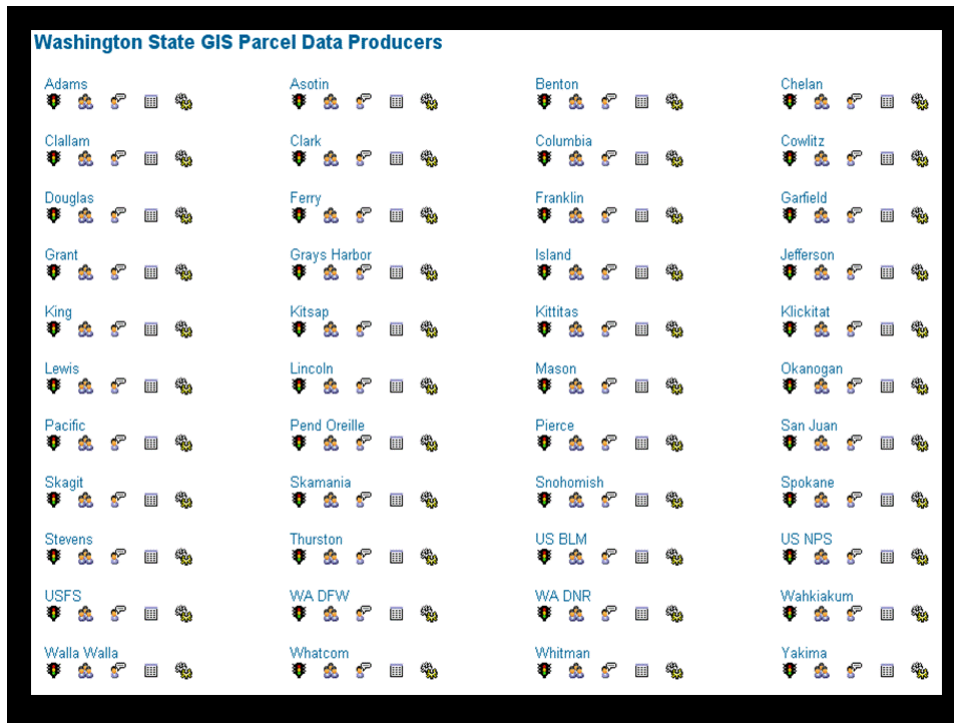 Washington State GIS Parcel Data Producers
Adams Asotin Benton Chelan
Clallam Clark Columbia Cowlitz
Douglas Ferry Franklin Garfield
Grant Grays Harbor Island Jefferson
King Kitsap Kittitas Klickitat
Lewis Lincoln Mason Okanogan
Pacific Pend Oreille Pierce San Juan
Skagit Skamania Snohomish Spokane
Stevens Thurston US BLM US NPS
USFS WA DFW WA DNR Wahkiakum
Walla Walla Whatcom Whitman Yakima